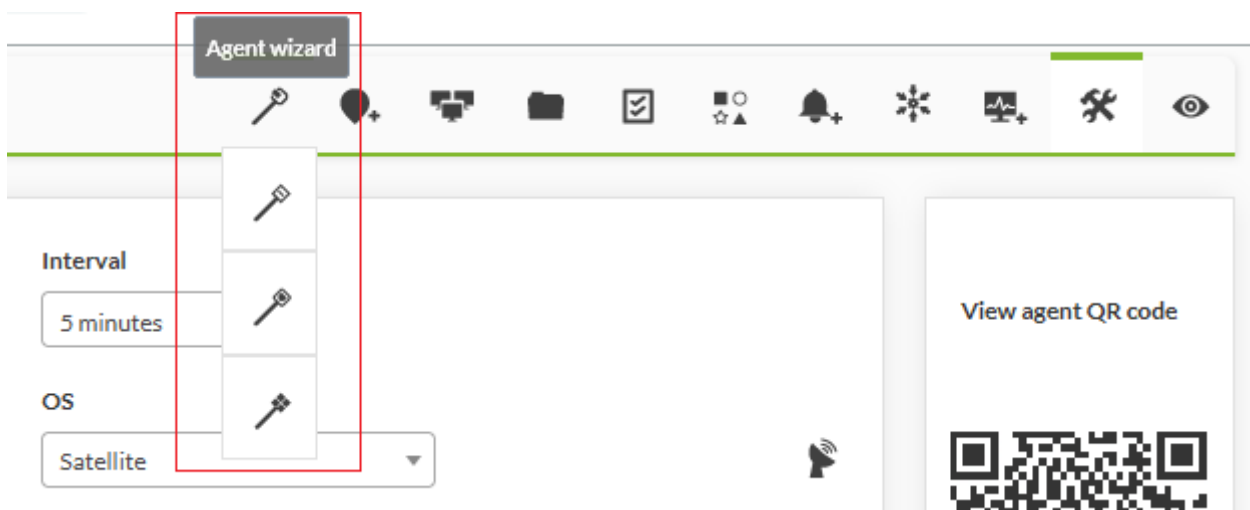 Agent wizard
Interval
5 minutes
View agent QR code
OS
Satellite